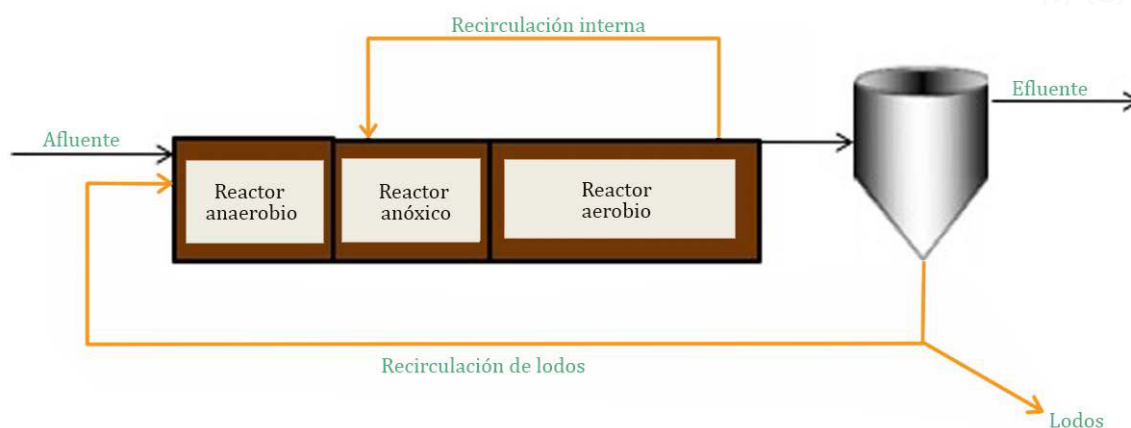 Recirculación interna
Efluente
Afluente
Reactor
anaerobio
Reactor
anóxico
Reactor
aerobio
Recirculación de lodos
Lodos